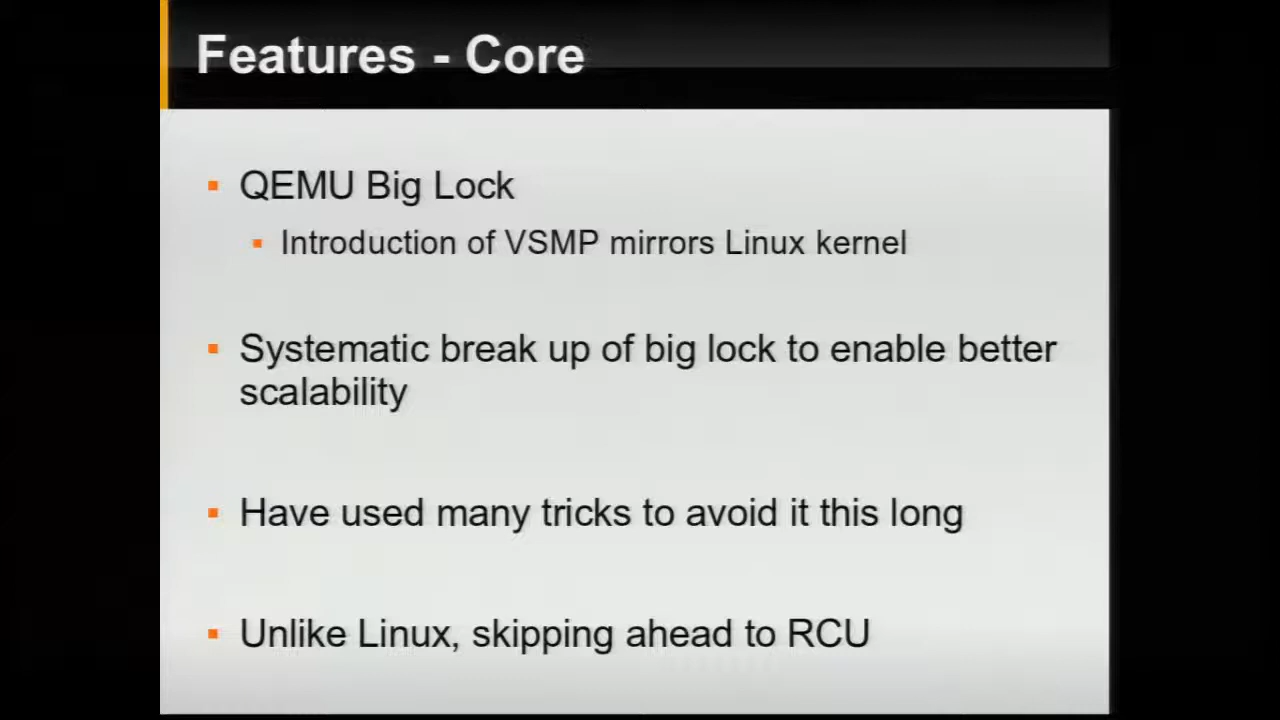 Features - Core
QEMU Big Lock
Introduction of VSMP mirrors Linux kernel
Systematic break up of big lock to enable better
scalability
Have used many tricks to avoid it this long
Unlike Linux, skipping ahead to RCU